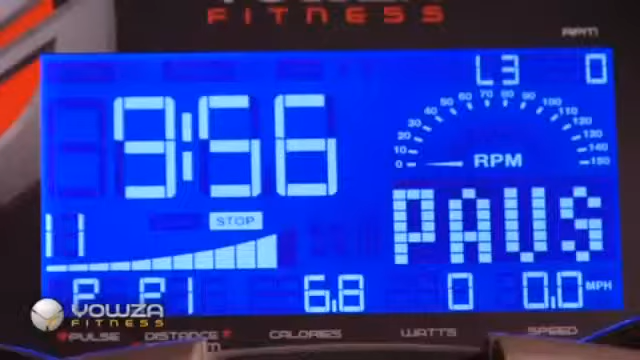 FITNESS
RPM
L3 0
9:56
0 10 20 30 40 50 60 70 80 90 100 110 120 130 140 150
RPM
STOP
PAUS
11
P P1 6.8 0 0.0 MPH
YOWZA
FITNESS
PULSE DISTANCE CALORIES WATTS SPEED